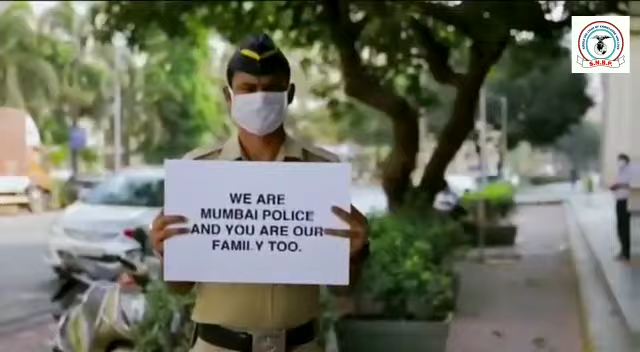 WE ARE
MUMBAI POLICE
AND YOU ARE OUR
FAMILY TOO.
S.N.B.P.